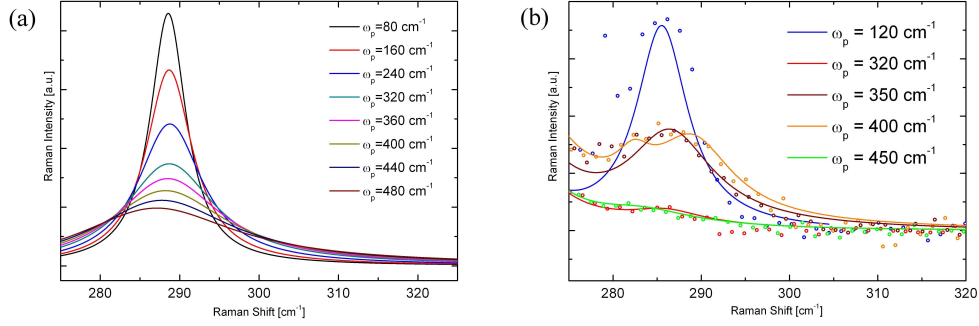 (a)
Raman Intensity [a.u.]
ωp=80 cm-1
ωp=160 cm-1
ωp=240 cm-1
ωp=320 cm-1
ωp=360 cm-1
ωp=400 cm-1
ωp=440 cm-1
ωp=480 cm-1
280 290 300 310 320
Raman Shift [cm-1]
(b)
Raman Intensity [a.u.]
ωp = 120 cm-1
ωp = 320 cm-1
ωp = 350 cm-1
ωp = 400 cm-1
ωp = 450 cm-1
280 290 300 310 320
Raman Shift [cm-1]